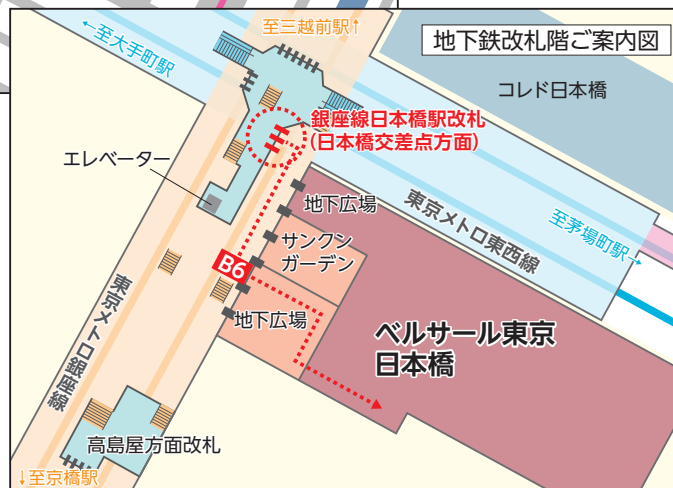 地下鉄改札階ご案内図
至三越前駅↑
←至大手町駅
コレド日本橋
銀座線日本橋駅改札
(日本橋交差点方面)
エレベーター
地下広場
東京メトロ東西線
至茅場町駅→
サンクン
ガーデン
B6
地下広場
ベルサール東京
日本橋
東京メトロ銀座線
高島屋方面改札
↓至京橋駅